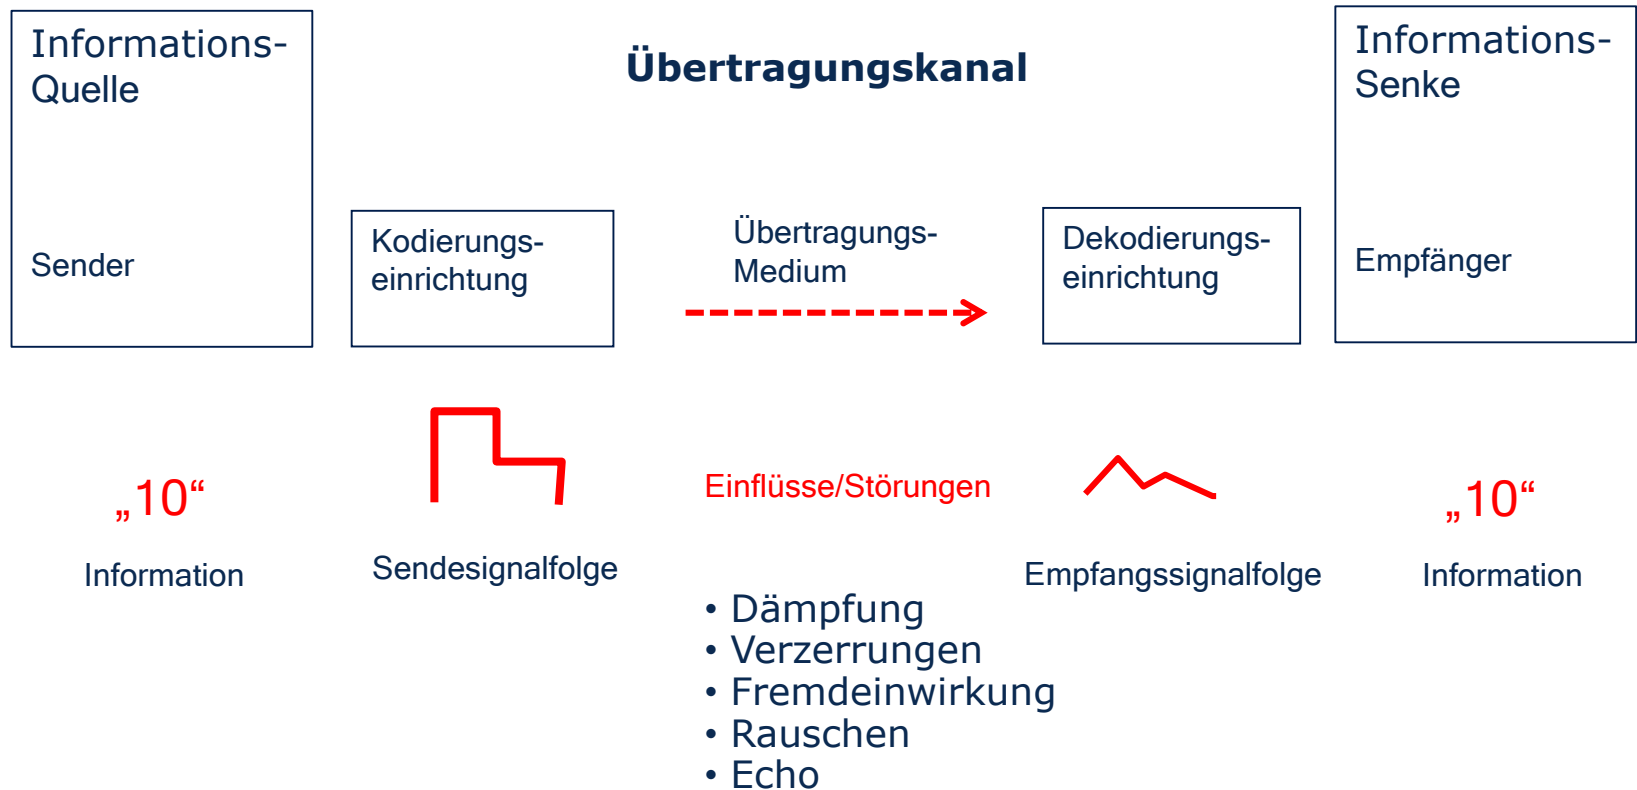 Informations-
Quelle
Sender
Übertragungskanal
Informations-
Senke
Empfänger
Kodierungs-
einrichtung
Übertragungs-
Medium
Dekodierungs-
einrichtung
„10“
Information
Sendesignalfolge
Einflüsse/Störungen
Empfangssignalfolge
„10“
Information
• Dämpfung
• Verzerrungen
• Fremdeinwirkung
• Rauschen
• Echo